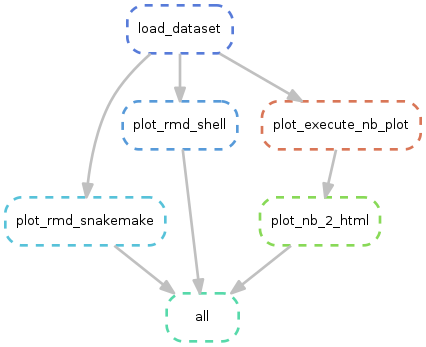 load_dataset
plot_rmd_shell
plot_execute_nb_plot
plot_rmd_snakemake
plot_nb_2_html
all